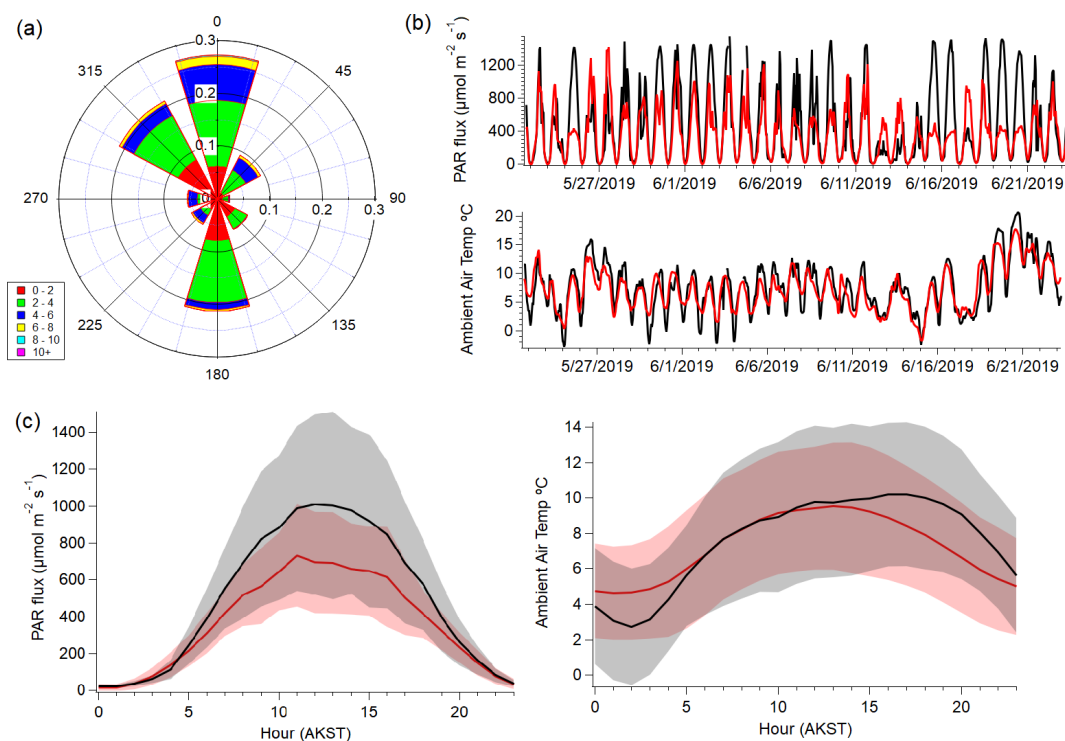 (a)
0
0.3
315
45
0.2
0.1
270
0.1
0.2
0.3
90
0 - 2
2 - 4
4 - 6
6 - 8
8 - 10
10+
225
135
180
(b)
PAR flux (µmol m⁻² s⁻¹)
1200
800
400
0
5/27/2019 6/1/2019 6/6/2019 6/11/2019 6/16/2019 6/21/2019
Ambient Air Temp ºC
20
15
10
5
0
5/27/2019 6/1/2019 6/6/2019 6/11/2019 6/16/2019 6/21/2019
(c)
PAR flux (µmol m⁻² s⁻¹)
1400
1200
1000
800
600
400
200
0
0 5 10 15 20
Hour (AKST)
Ambient Air Temp ºC
14
12
10
8
6
4
2
0
0 5 10 15 20
Hour (AKST)